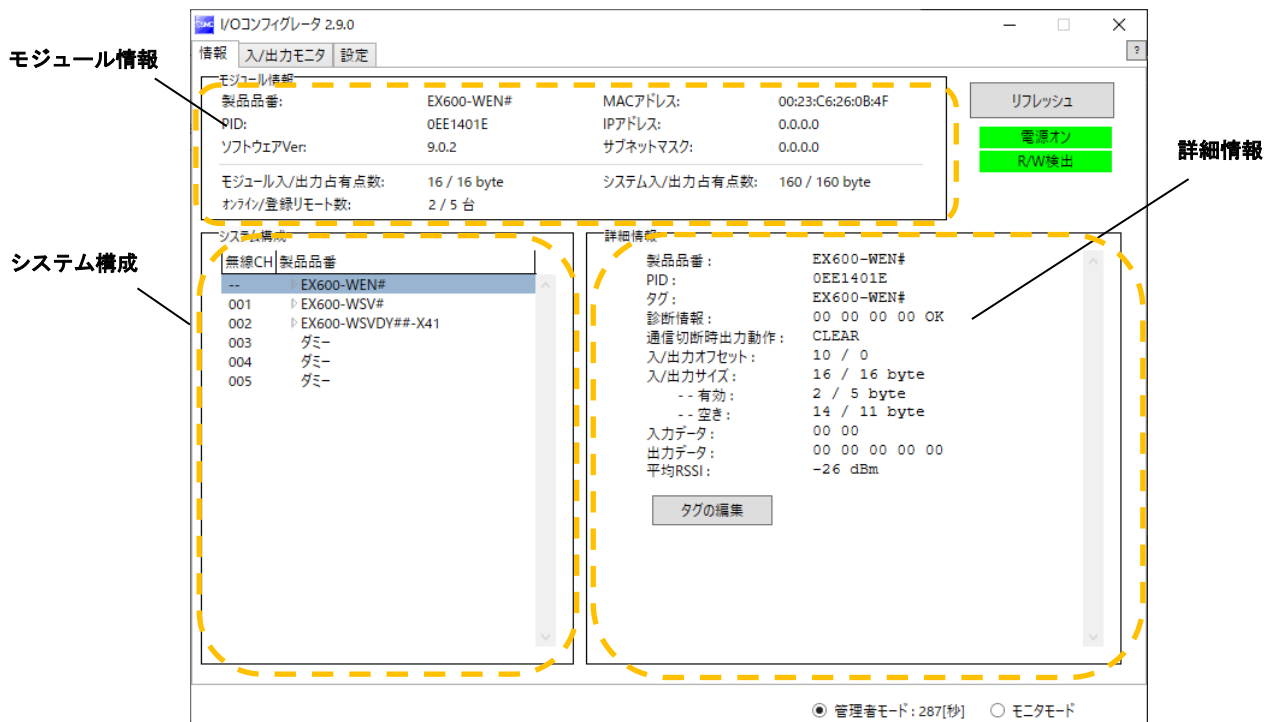 I/Oコンフィグレータ 2.9.0
情報 入/出力モニタ 設定 ?
モジュール情報
モジュール情報
製品品番: EX600-WEN# MACアドレス: 00:23:C6:26:0B:4F リフレッシュ
PID: 0EE1401E IPアドレス: 0.0.0.0 電源オン
ソフトウェアVer: 9.0.2 サブネットマスク: 0.0.0.0 R/W検出
詳細情報
モジュール入/出力占有点数: 16 / 16 byte システム入/出力占有点数: 160 / 160 byte
オンライン/登録リモート数: 2 / 5 台
システム構成
システム構成
無線CH 製品品番
-- EX600-WEN#
001 EX600-WSV#
002 EX600-WSVDY##-X41
003 ダミー
004 ダミー
005 ダミー
詳細情報
製品品番: EX600-WEN#
PID: 0EE1401E
タグ: EX600-WEN#
診断情報: 00 00 00 00 OK
通信切断時出力動作: CLEAR
入/出力オフセット: 10 / 0
入/出力サイズ: 16 / 16 byte
--有効: 2 / 5 byte
--空き: 14 / 11 byte
入力データ: 00 00
出力データ: 00 00 00 00 00
平均RSSI: -26 dBm
タグの編集
管理者モード: 287[秒] モニタモード